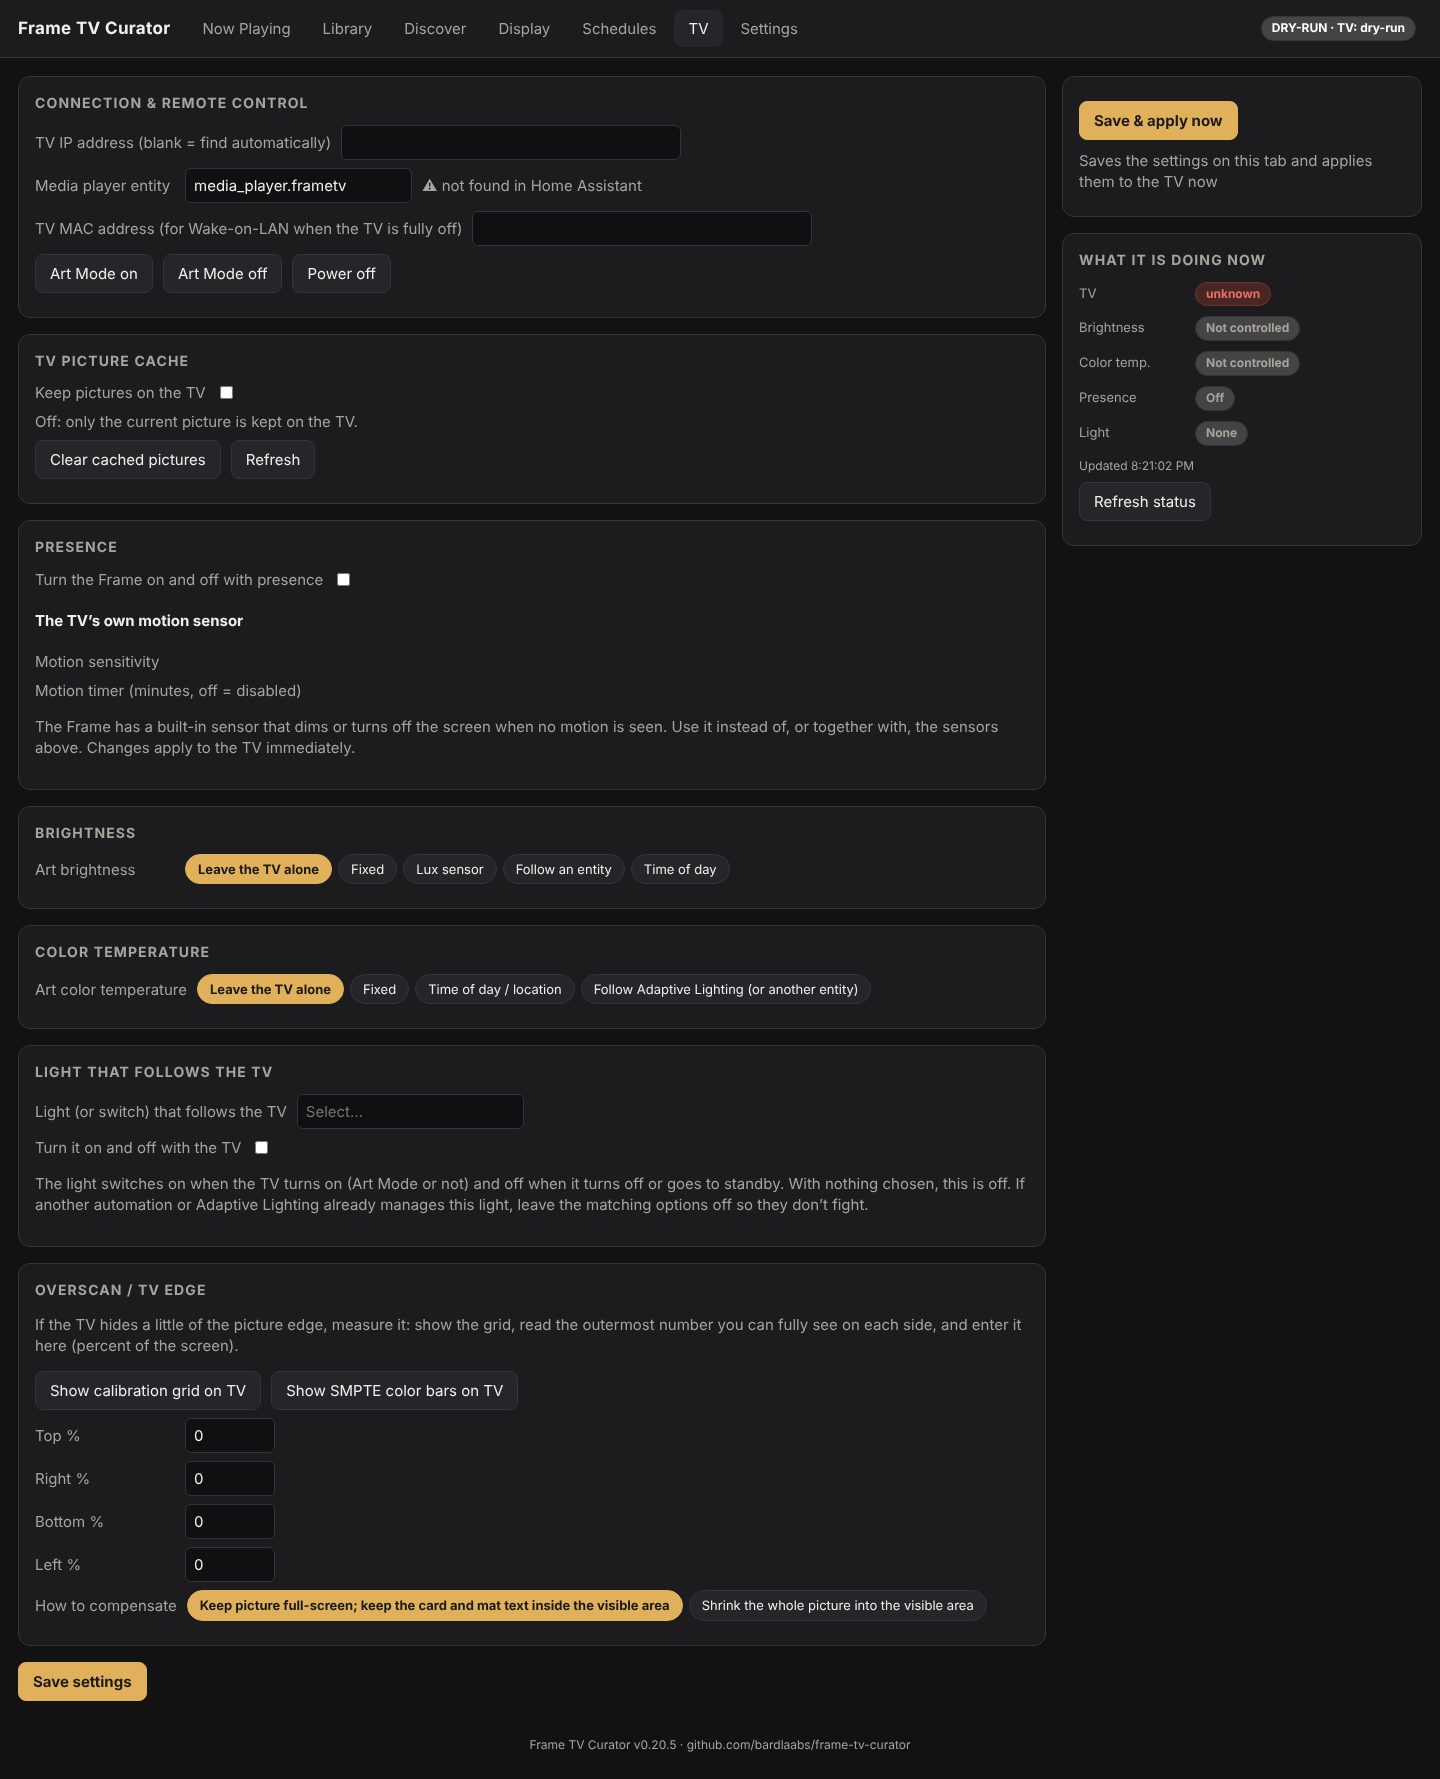 Frame TV Curator
Now Playing
Library
Discover
Display
Schedules
TV
Settings
DRY-RUN · TV: dry-run
CONNECTION & REMOTE CONTROL
TV IP address (blank = find automatically)
Media player entity
media_player.frametv
⚠ not found in Home Assistant
TV MAC address (for Wake-on-LAN when the TV is fully off)
Art Mode on
Art Mode off
Power off
TV PICTURE CACHE
Keep pictures on the TV
Off: only the current picture is kept on the TV.
Clear cached pictures
Refresh
PRESENCE
Turn the Frame on and off with presence
The TV’s own motion sensor
Motion sensitivity
Motion timer (minutes, off = disabled)
The Frame has a built-in sensor that dims or turns off the screen when no motion is seen. Use it instead of, or together with, the sensors
above. Changes apply to the TV immediately.
BRIGHTNESS
Art brightness
Leave the TV alone
Fixed
Lux sensor
Follow an entity
Time of day
COLOR TEMPERATURE
Art color temperature
Leave the TV alone
Fixed
Time of day / location
Follow Adaptive Lighting (or another entity)
LIGHT THAT FOLLOWS THE TV
Light (or switch) that follows the TV
Select…
Turn it on and off with the TV
The light switches on when the TV turns on (Art Mode or not) and off when it turns off or goes to standby. With nothing chosen, this is off. If
another automation or Adaptive Lighting already manages this light, leave the matching options off so they don’t fight.
OVERSCAN / TV EDGE
If the TV hides a little of the picture edge, measure it: show the grid, read the outermost number you can fully see on each side, and enter it
here (percent of the screen).
Show calibration grid on TV
Show SMPTE color bars on TV
Top %
0
Right %
0
Bottom %
0
Left %
0
How to compensate
Keep picture full-screen; keep the card and mat text inside the visible area
Shrink the whole picture into the visible area
Save settings
Save & apply now
Saves the settings on this tab and applies
them to the TV now
WHAT IT IS DOING NOW
TV
unknown
Brightness
Not controlled
Color temp.
Not controlled
Presence
Off
Light
None
Updated 8:21:02 PM
Refresh status
Frame TV Curator v0.20.5 · github.com/bardlaabs/frame-tv-curator